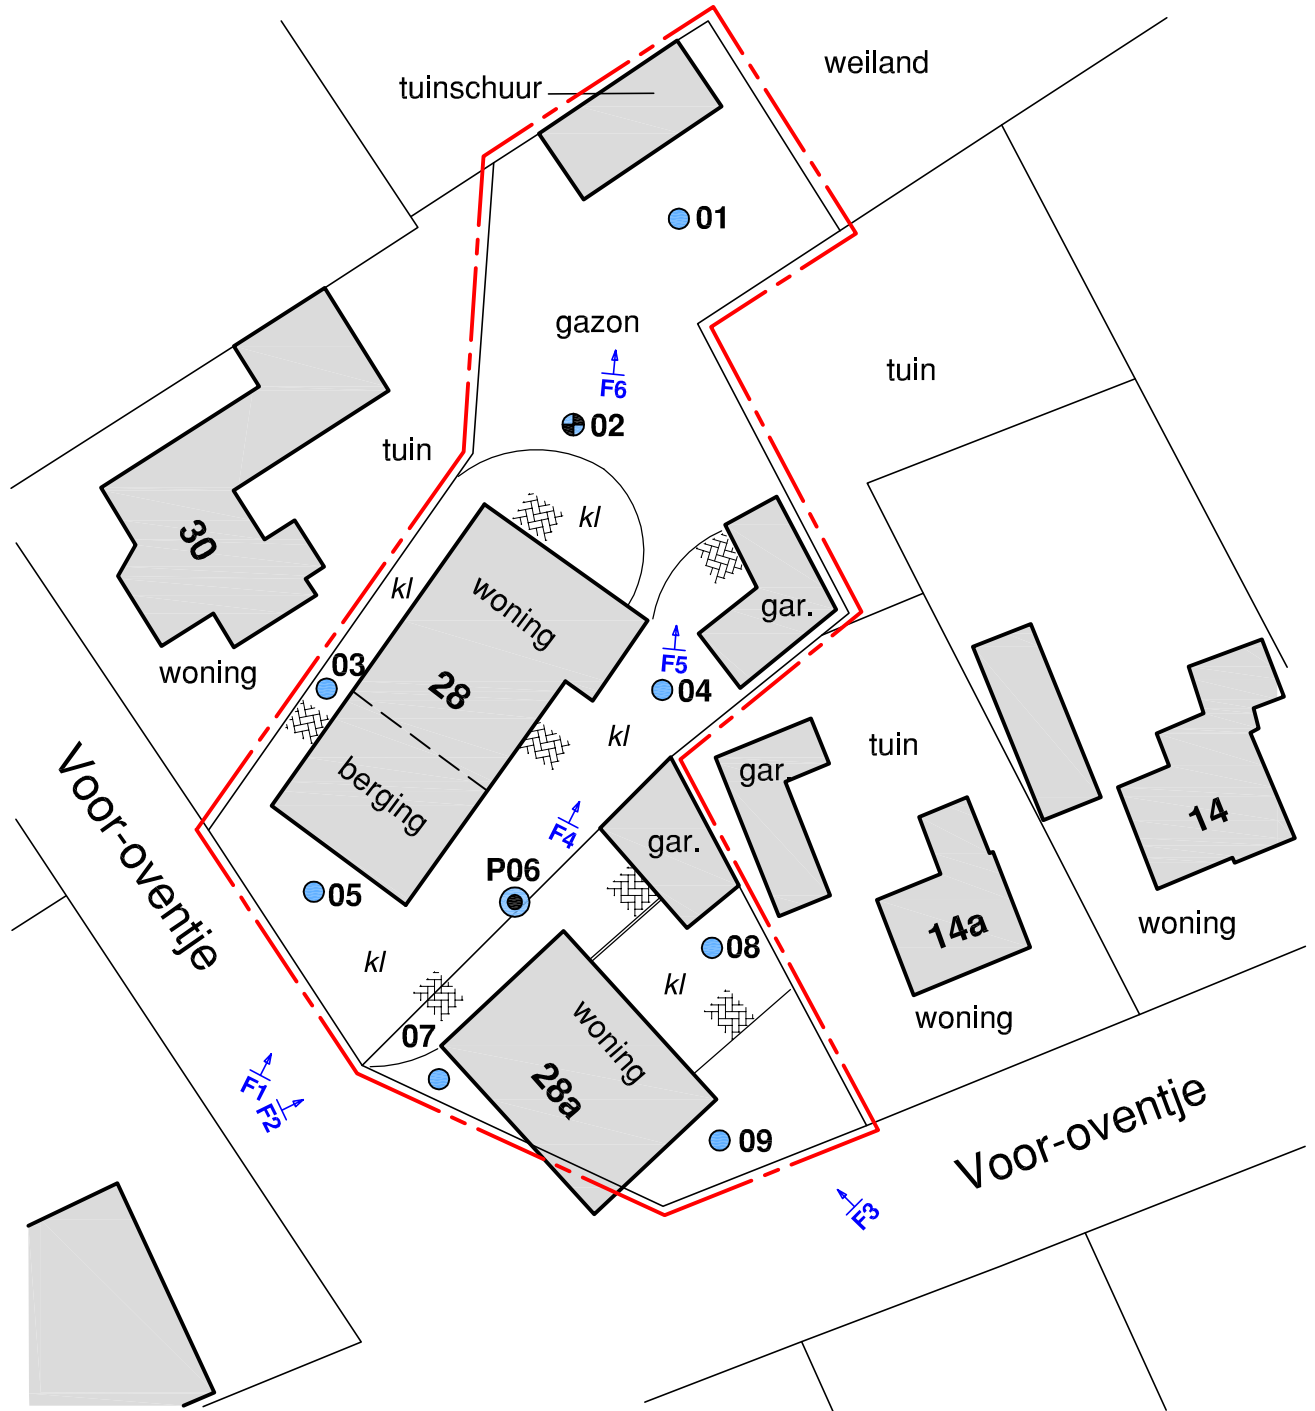 weiland
tuinschuur
01
gazon
F6
tuin
02
tuin
kl
30
kl
woning
gar.
woning
03
28
F5
04
kl
tuin
Voor-oventje
berging
gar.
14
F4
gar.
P06
05
14a
woning
08
kl
kl
woning
woning
07
F1
F2
28a
09
Voor-oventje
F3